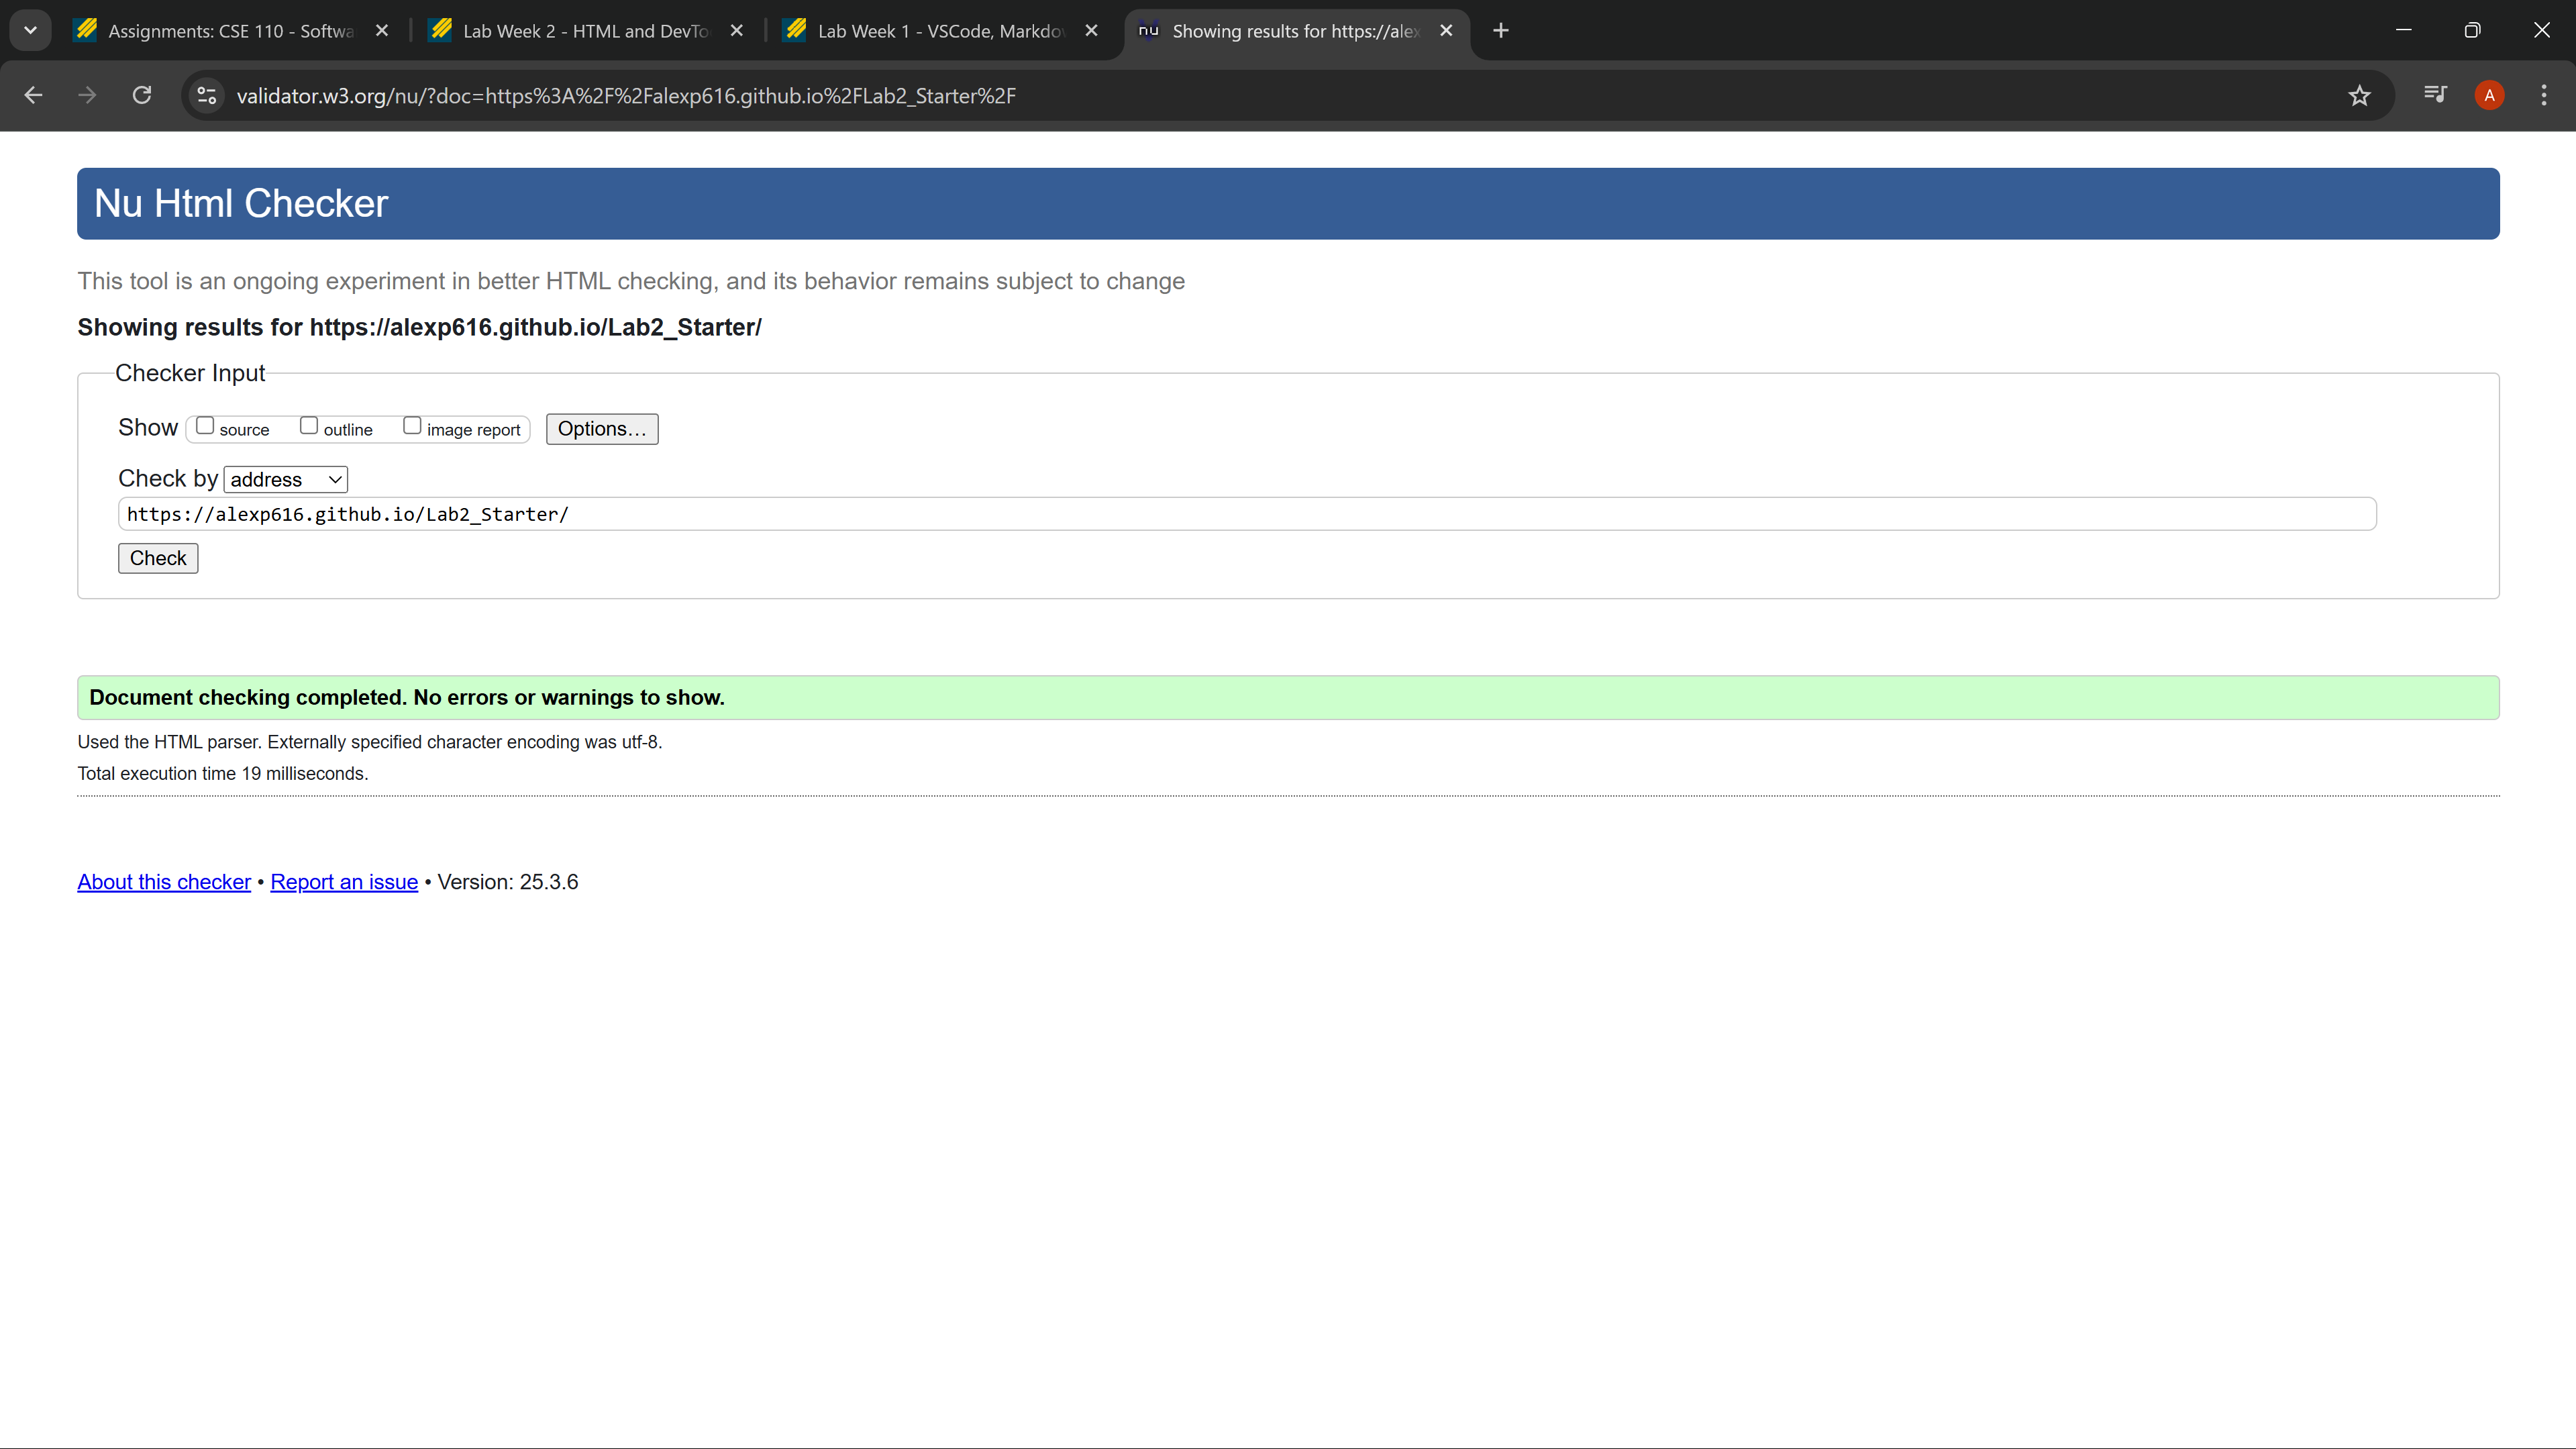 Assignments: CSE 110 - Softwa
Lab Week 2 - HTML and DevTo
Lab Week 1 - VSCode, Markdov
nu
Showing results for https://alex
validator.w3.org/nu/?doc=https%3A%2F%2Falexp616.github.io%2FLab2_Starter%2F
A
Nu Html Checker
This tool is an ongoing experiment in better HTML checking, and its behavior remains subject to change
Showing results for https://alexp616.github.io/Lab2_Starter/
Checker Input
Show source outline image report Options...
Check by address
https://alexp616.github.io/Lab2_Starter/
Check
Document checking completed. No errors or warnings to show.
Used the HTML parser. Externally specified character encoding was utf-8.
Total execution time 19 milliseconds.
About this checker • Report an issue • Version: 25.3.6